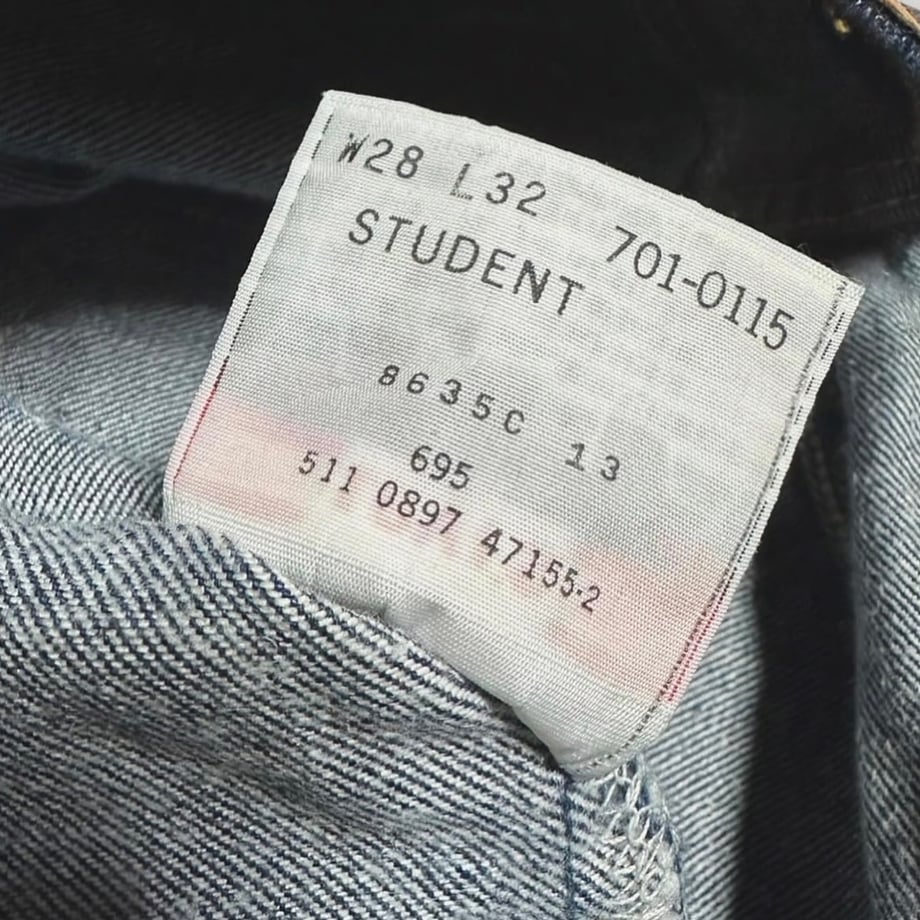 W28 L32 701-0115
STUDENT
8635C 13
695
511 0897 47155-2